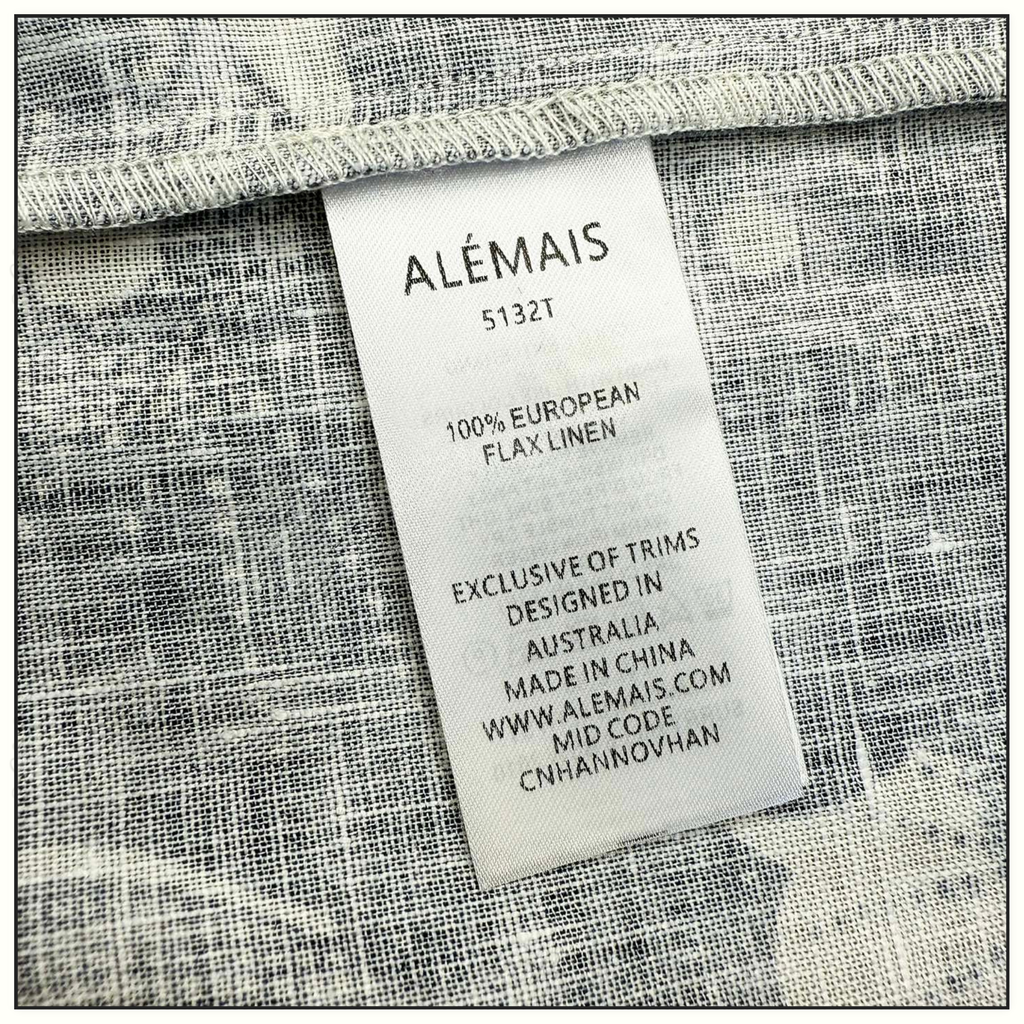 ALÉMAIS
5132T
100% EUROPEAN
FLAX LINEN
EXCLUSIVE OF TRIMS
DESIGNED IN
AUSTRALIA
MADE IN CHINA
WWW.ALEMAIS.COM
MID CODE
CNHANNOVHAN